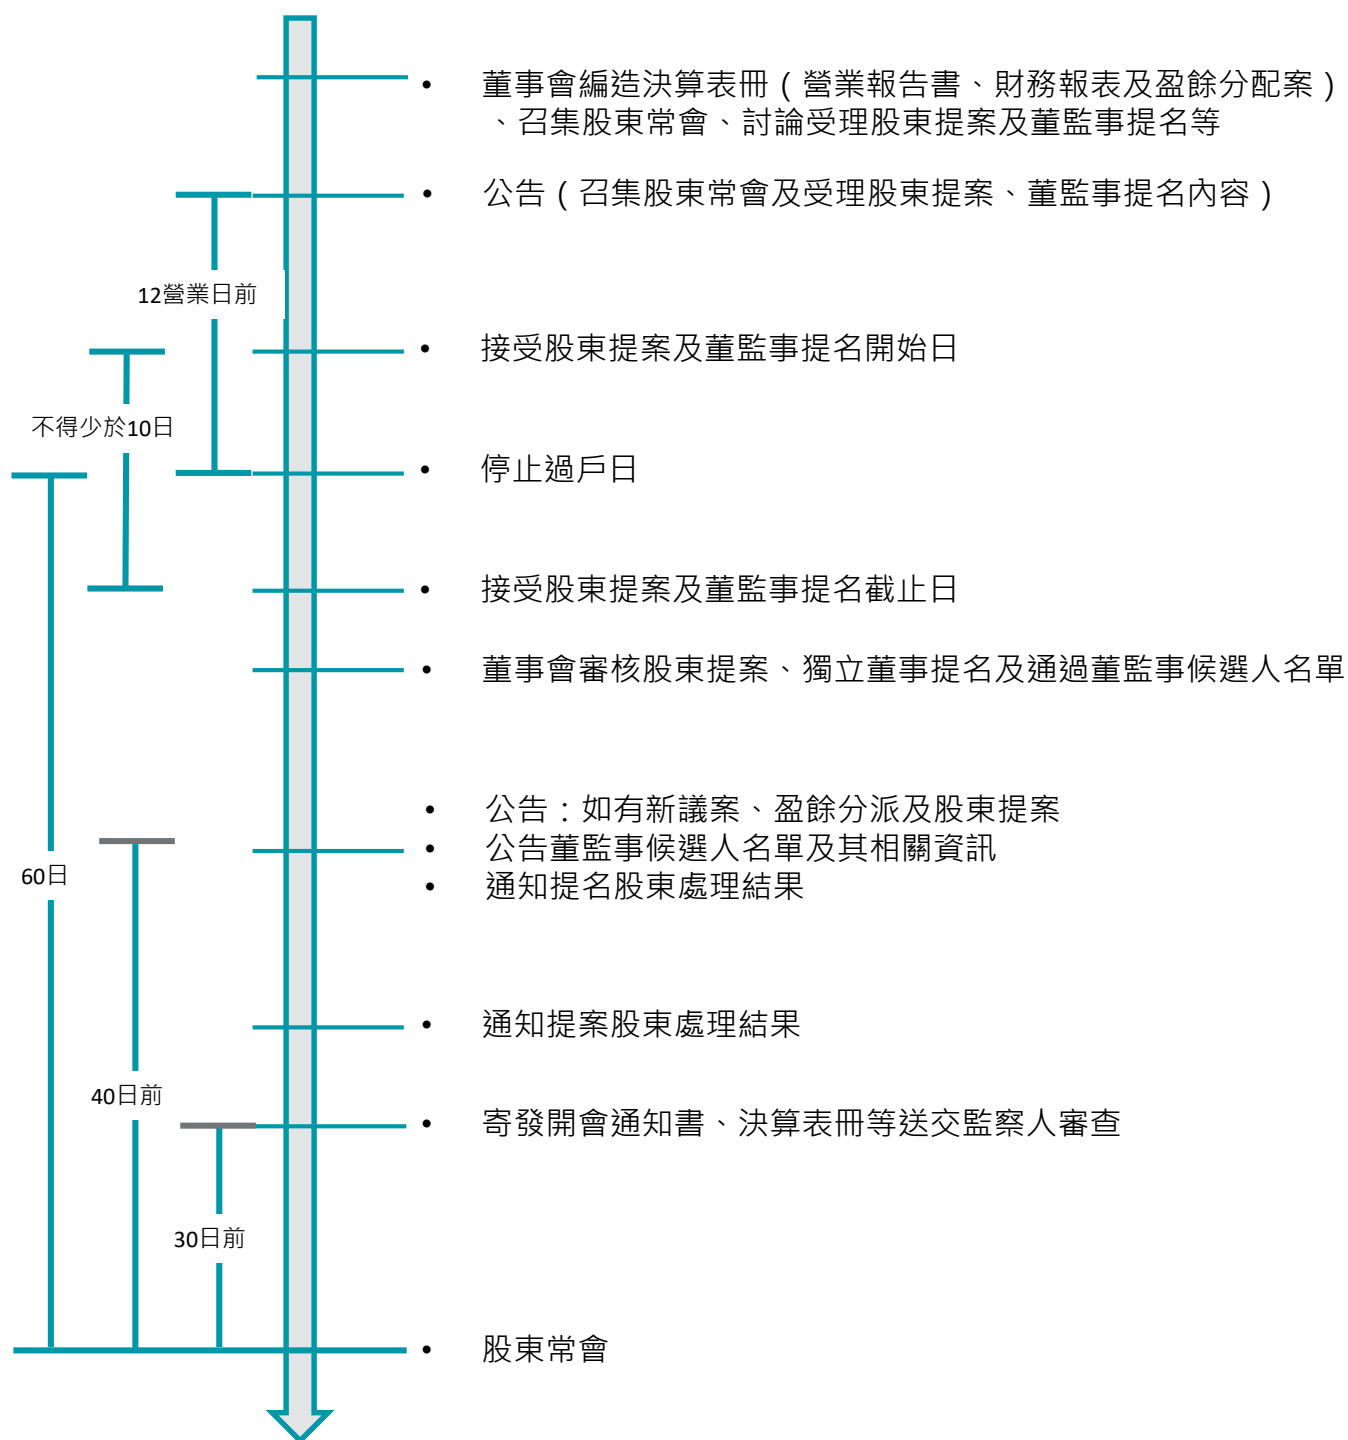 • 董事會編造決算表冊（營業報告書、財務報表及盈餘分配案）
、召集股東常會、討論受理股東提案及董監事提名等
• 公告（召集股東常會及受理股東提案、董監事提名內容）
12營業日前
• 接受股東提案及董監事提名開始日
不得少於10日
• 停止過戶日
• 接受股東提案及董監事提名截止日
• 董事會審核股東提案、獨立董事提名及通過董監事候選人名單
• 公告：如有新議案、盈餘分派及股東提案
• 公告董監事候選人名單及其相關資訊
60日
• 通知提名股東處理結果
• 通知提案股東處理結果
40日前
• 寄發開會通知書、決算表冊等送交監察人審查
30日前
• 股東常會